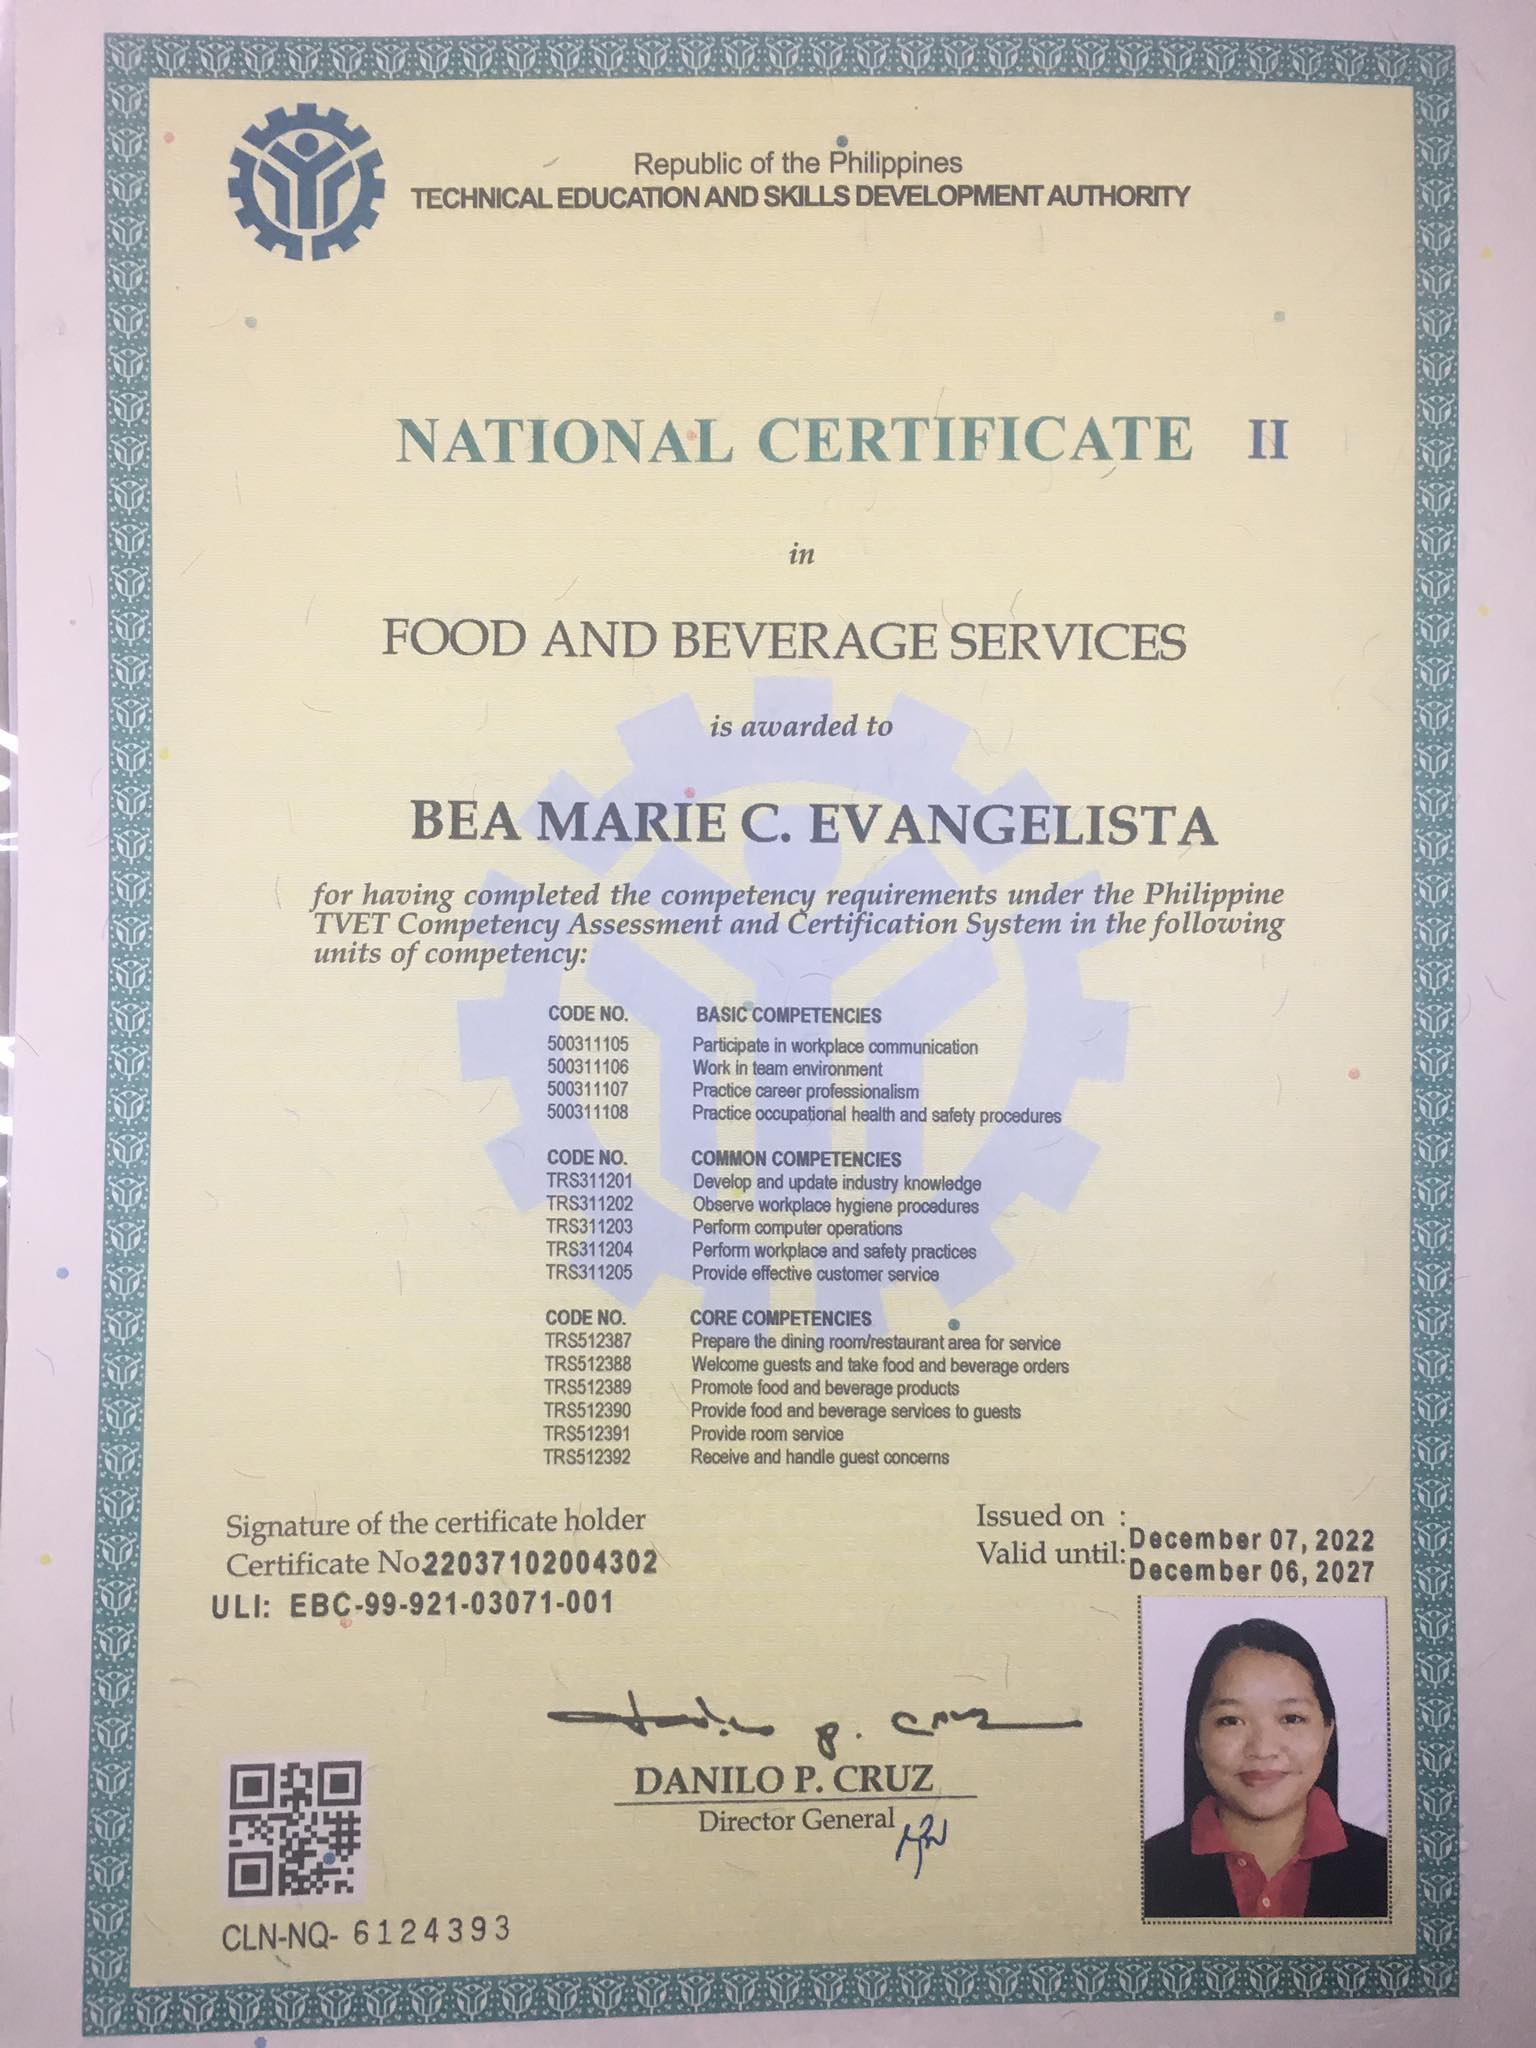 Republic of the Philippines
TECHNICAL EDUCATION AND SKILLS DEVELOPMENT AUTHORITY
NATIONAL CERTIFICATE II
in
FOOD AND BEVERAGE SERVICES
is awarded to
BEA MARIE C. EVANGELISTA
for having completed the competency requirements under the Philippine
TVET Competency Assessment and Certification System in the following
units of competency:
CODE NO. BASIC COMPETENCIES
500311105 Participate in workplace communication
500311106 Work in team environment
500311107 Practice career professionalism
500311108 Practice occupational health and safety procedures
CODE NO. COMMON COMPETENCIES
TRS311201 Develop and update industry knowledge
TRS311202 Observe workplace hygiene procedures
TRS311203 Perform computer operations
TRS311204 Perform workplace and safety practices
TRS311205 Provide effective customer service
CODE NO. CORE COMPETENCIES
TRS512387 Prepare the dining room/restaurant area for service
TRS512388 Welcome guests and take food and beverage orders
TRS512389 Promote food and beverage products
TRS512390 Provide food and beverage services to guests
TRS512391 Provide room service
TRS512392 Receive and handle guest concerns
Signature of the certificate holder
Certificate No.22037102004302
ULI: EBC-99-921-03071-001
Issued on : December 07, 2022
Valid until: December 06, 2027
Danilo P. Cruz
DANILO P. CRUZ
Director General
CLN-NQ- 6124393